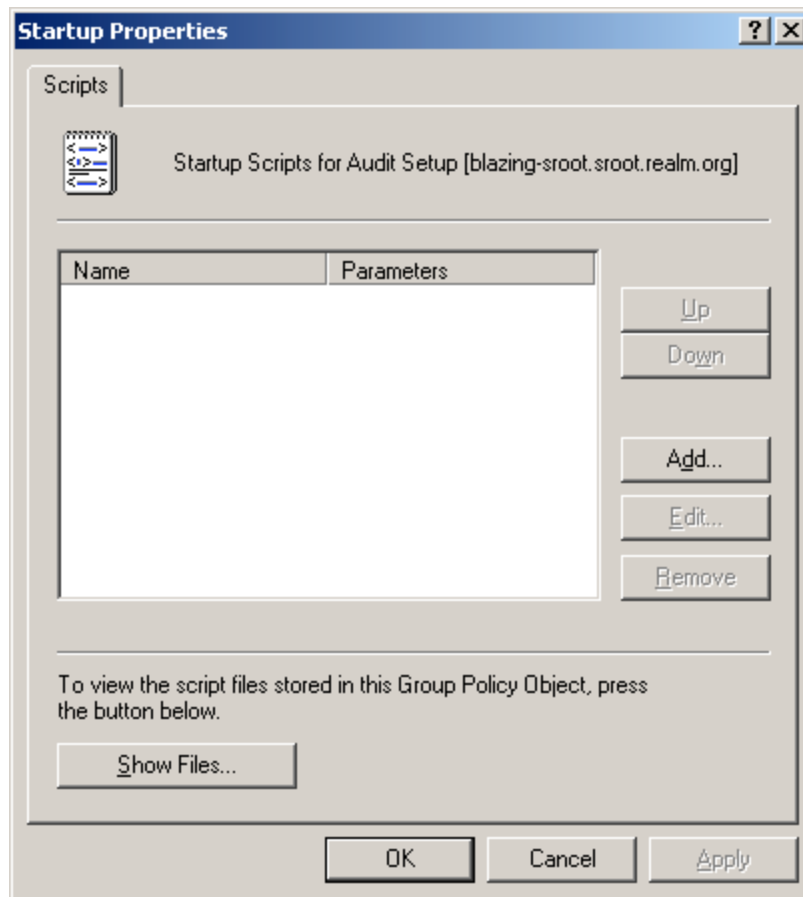 Startup Properties
Scripts
Startup Scripts for Audit Setup [blazing-sroot.sroot.realm.org]
Name Parameters
Up
Down
Add...
Edit...
Remove
To view the script files stored in this Group Policy Object, press
the button below.
Show Files...
OK Cancel Apply